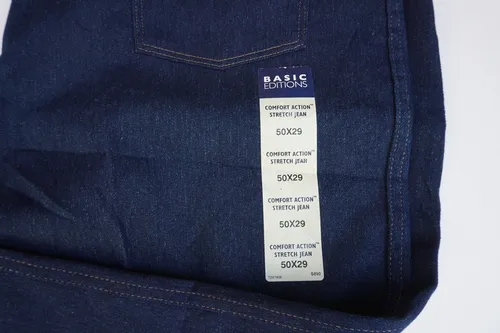 BASIC
EDITIONS
COMFORT ACTION™
STRETCH JEAN
50X29
COMFORT ACTION™
STRETCH JEAN
50X29
COMFORT ACTION™
STRETCH JEAN
50X29
COMFORT ACTION™
STRETCH JEAN
50X29